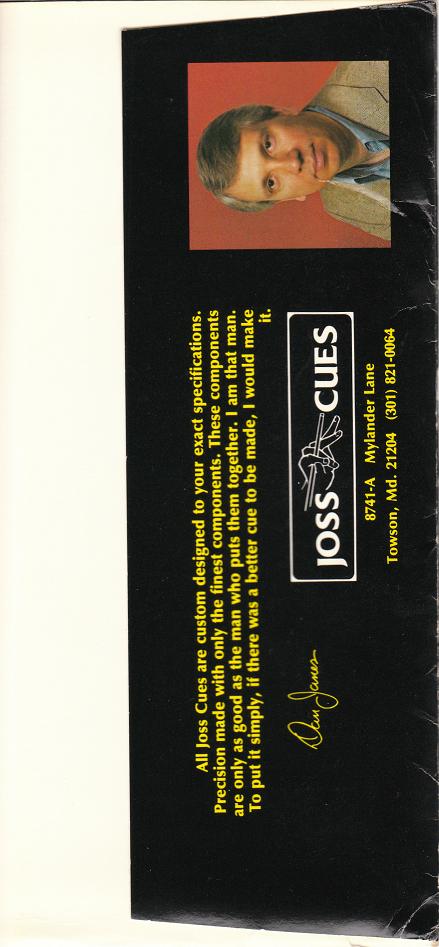 All Joss Cues are custom designed to your exact specifications.
Precision made with only the finest components. These components
are only as good as the man who puts them together. I am that man.
To put it simply, if there was a better cue to be made, I would make
it.
Dan Janes
JOSS CUES
8741-A Mylander Lane
Towson, Md. 21204 (301) 821-0064